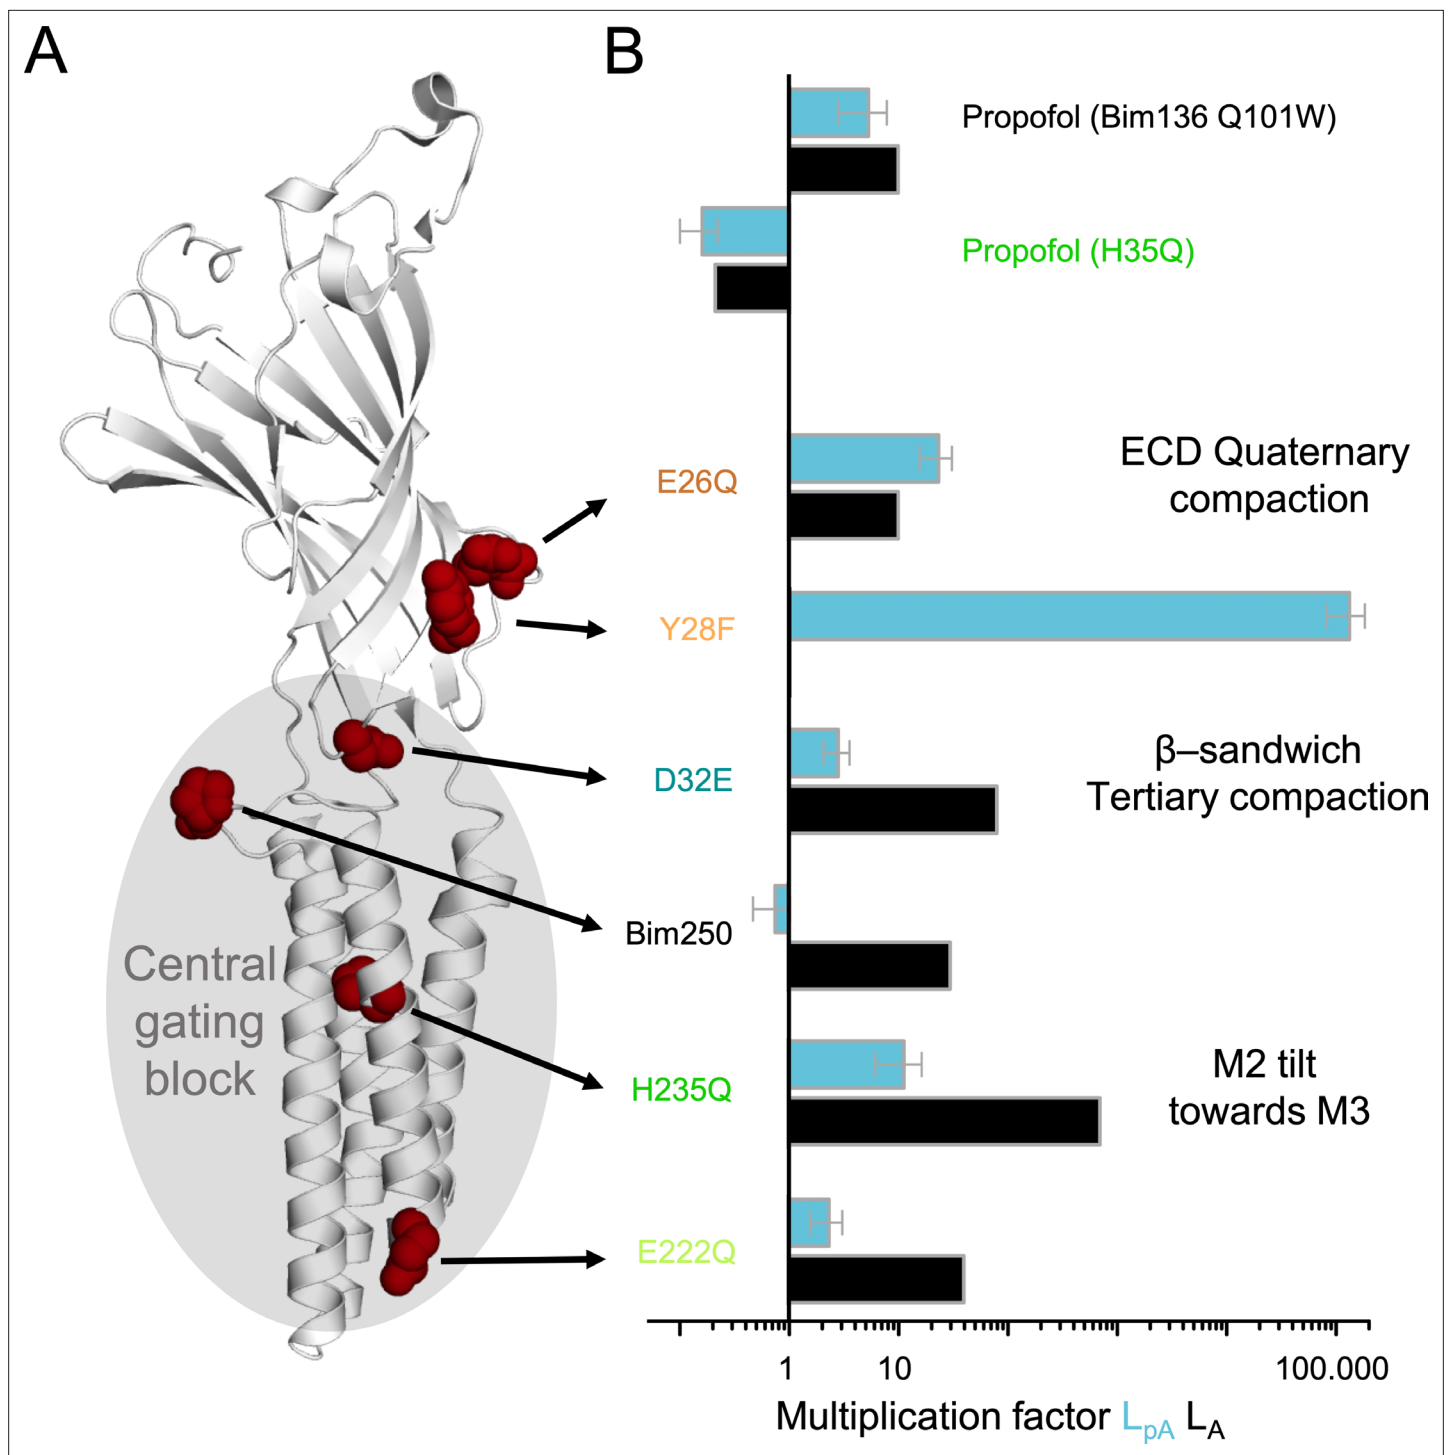 A
B
Propofol (Bim136 Q101W)
Propofol (H35Q)
E26Q
ECD Quaternary
compaction
Y28F
D32E
β–sandwich
Tertiary compaction
Bim250
Central
gating
block
H235Q
M2 tilt
towards M3
E222Q
1 10 100.000
Multiplication factor LpA LA